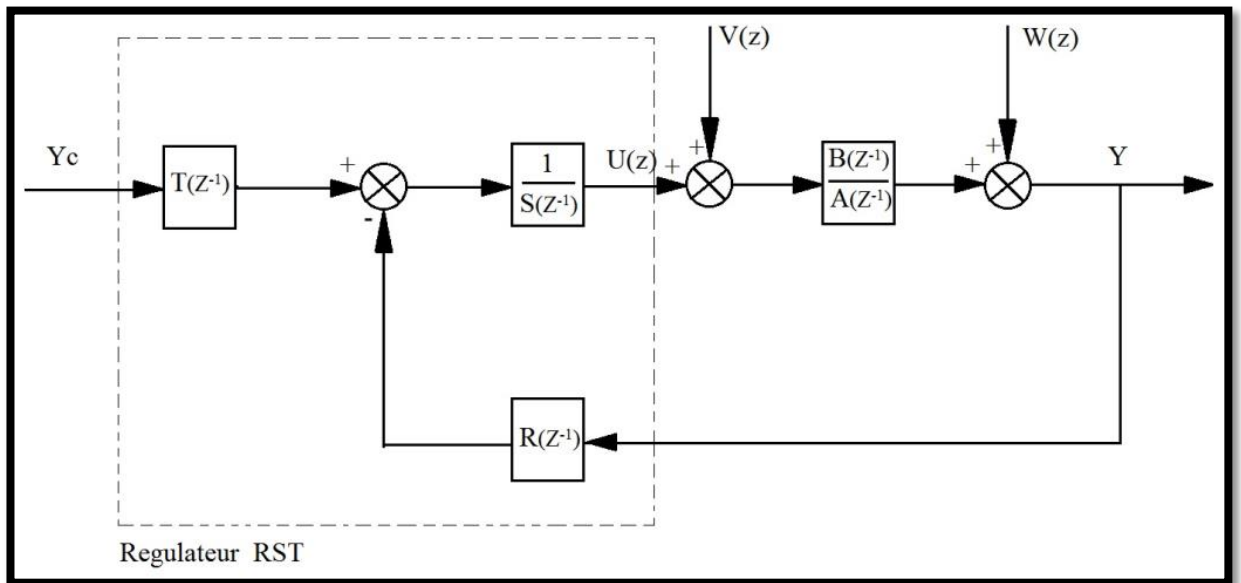 V(z)
W(z)
Yc
T(Z⁻¹)
+
-
1
S(Z⁻¹)
U(z)
+
+
B(Z⁻¹)
A(Z⁻¹)
+
+
Y
R(Z⁻¹)
Regulateur RST